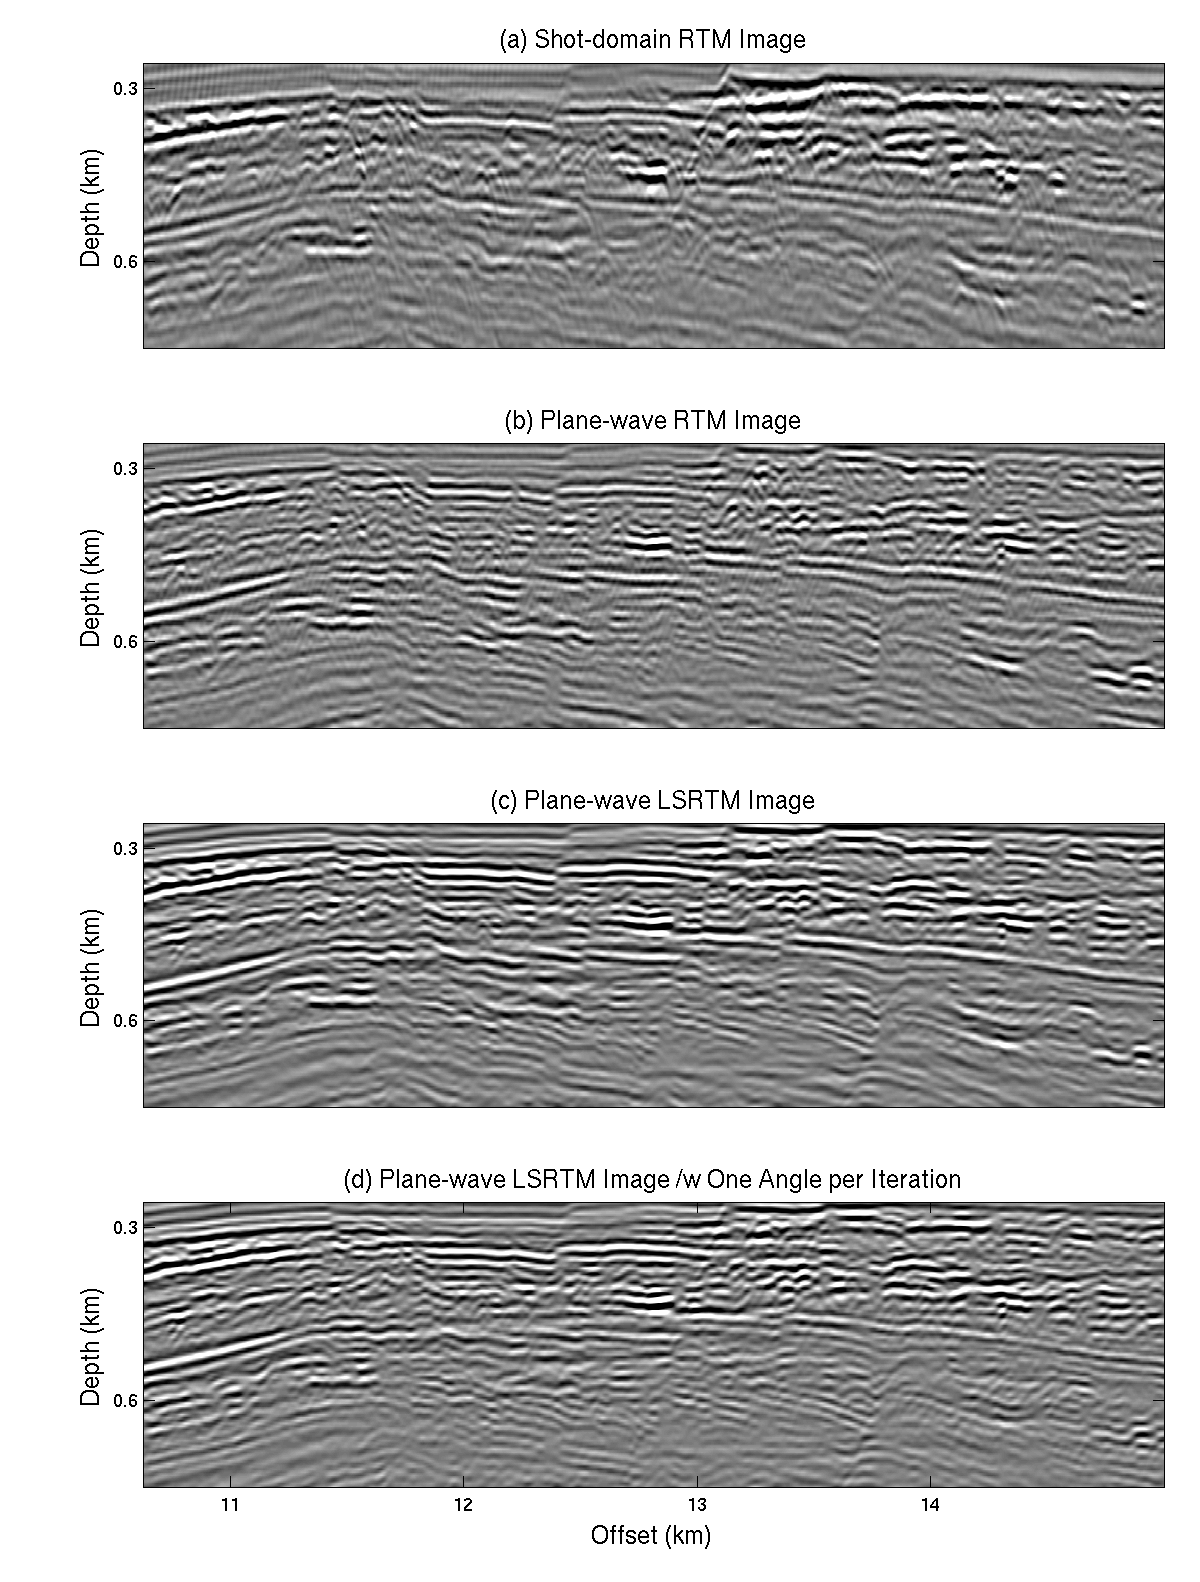 (a) Shot-domain RTM Image
0.3
0.6
Depth (km)
(b) Plane-wave RTM Image
0.3
0.6
Depth (km)
(c) Plane-wave LSRTM Image
0.3
0.6
Depth (km)
(d) Plane-wave LSRTM Image /w One Angle per Iteration
0.3
0.6
Depth (km)
11 12 13 14
Offset (km)